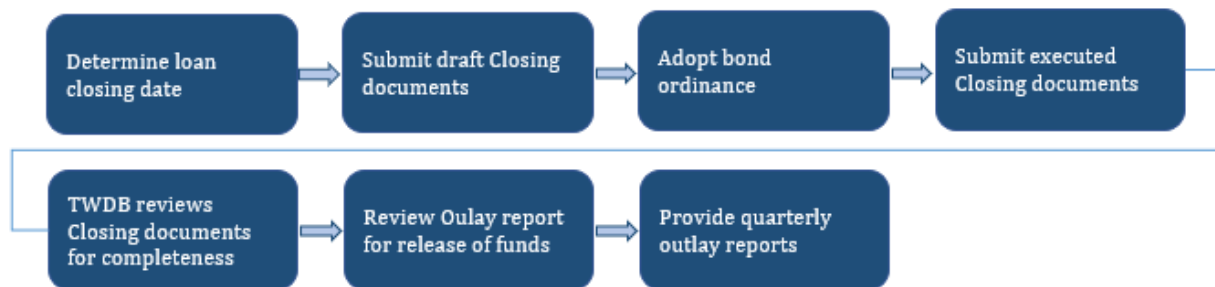 Determine loan
closing date
Submit draft Closing
documents
Adopt bond
ordinance
Submit executed
Closing documents
TWDB reviews
Closing documents
for completeness
Review Oulay report
for release of funds
Provide quarterly
outlay reports